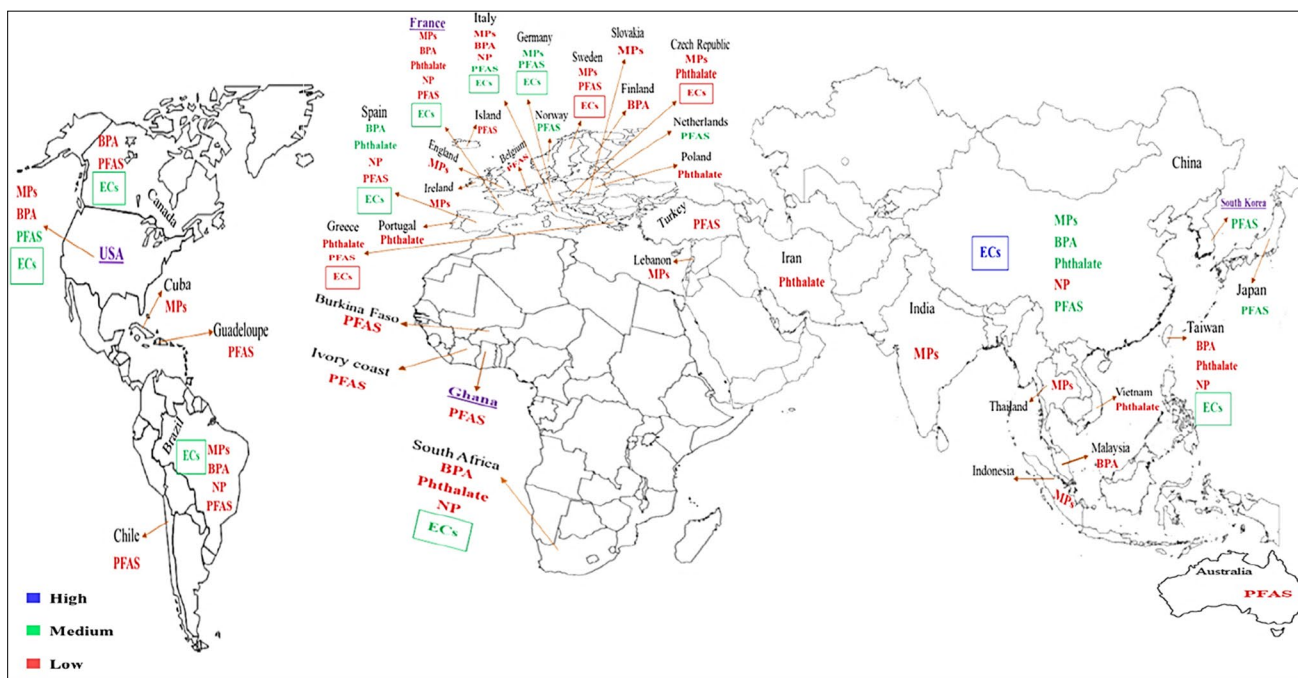 France
MPs
BPA
Phthalate
NP
PFAS
ECs
Italy
MPs
BPA
NP
PFAS
ECs
Germany
MPs
PFAS
ECs
Sweden
MPs
PFAS
ECs
Slovakia
MPs
Finland
BPA
Czech Republic
MPs
Phthalate
ECs
Netherlands
PFAS
Poland
Phthalate
Norway
PFAS
Island
PFAS
Belgium
PFAS
England
MPs
Ireland
MPs
Spain
BPA
Phthalate
NP
PFAS
ECs
Portugal
Phthalate
Greece
Phthalate
PFAS
ECs
Turkey
PFAS
Lebanon
MPs
Iran
Phthalate
BPA
PFAS
ECs
Canada
MPs
BPA
PFAS
ECs
USA
Cuba
MPs
Guadeloupe
PFAS
Brazil
ECs
MPs
BPA
NP
PFAS
Chile
PFAS
Burkina Faso
PFAS
Ivory coast
PFAS
Ghana
PFAS
South Africa
BPA
Phthalate
NP
ECs
India
MPs
China
ECs
MPs
BPA
Phthalate
NP
PFAS
South Korea
PFAS
Japan
PFAS
Taiwan
BPA
Phthalate
NP
ECs
Thailand
MPs
Vietnam
Phthalate
Malaysia
BPA
Indonesia
MPs
Australia
PFAS
High
Medium
Low